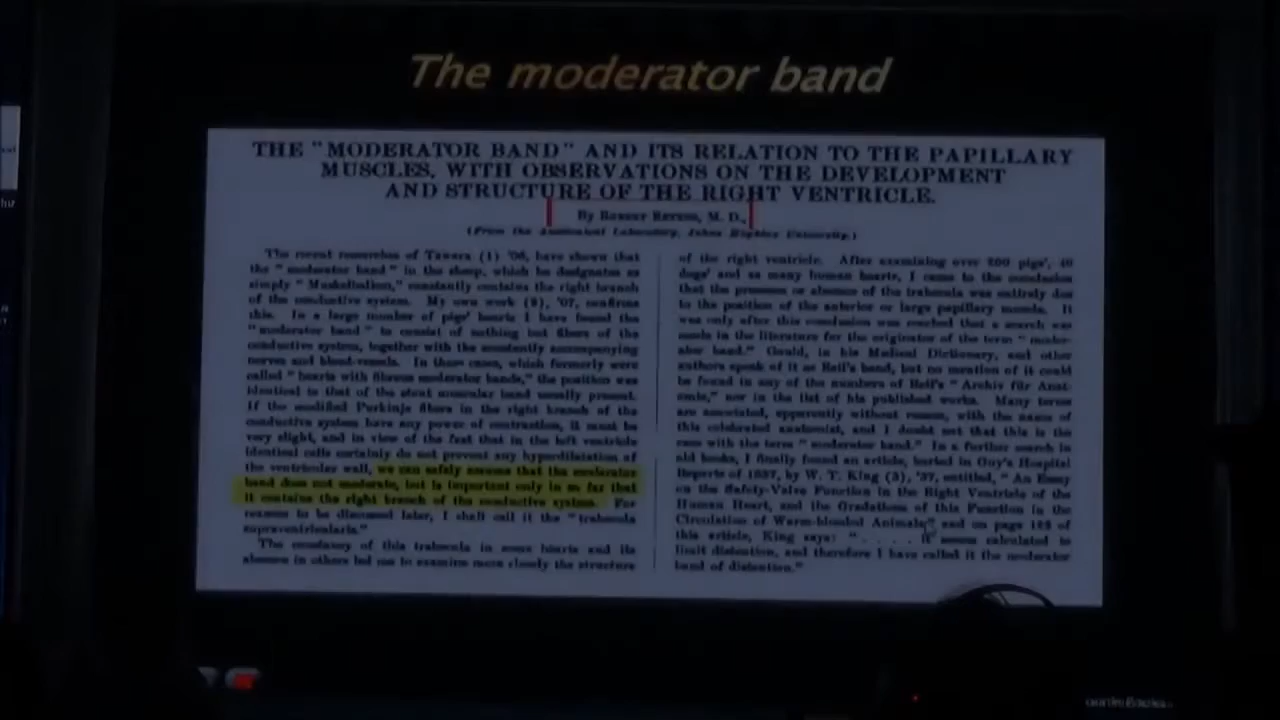 The moderator band
THE "MODERATOR BAND" AND ITS RELATION TO THE PAPILLARY
MUSCLES, WITH OBSERVATIONS ON THE DEVELOPMENT
AND STRUCTURE OF THE RIGHT VENTRICLE.
By Retzer, M. D.,
(From the Anatomical Laboratory, Johns Hopkins University.)
The recent researches of Tawara (1) '06, have shown that
the "moderator band" in the sheep, which he designates as
simply " constantly contains the right branch
of the conductive system. My own work '07, confirms
this. In a large number of pigs' hearts I have found the
"moderator band" to consist of nothing but fibres of the
conductive system, together with the constantly accompanying
nerves and blood-vessels. In these cases, which formerly were
called "hearts with fibrous moderator bands," the position was
identical to that of the stout muscular band usually present.
If the modified Purkinje fibres in the right branch of the
conductive system have any power of contraction, it must be
very slight, and in view of the fact that in the left ventricle
identical cells certainly do not prevent any hyperdilatation of
the ventricular wall, we can safely assume that the moderator
band does not moderate, but is important only in so far that
it contains the right branch of the conductive system. For
reasons to be discussed later, I shall call it the "trabecula
supraventricularis."
The constancy of this trabecula in some hearts and its
absence in others led me to examine more closely the structure
of the right ventricle. After examining over 200 pigs', 40
dogs' and as many human hearts, I came to the conclusion
that the presence or absence of the trabecula was entirely due
to the position of the anterior or large papillary muscle. It
was only after this conclusion was reached that a search was
made in the literature for the originator of the term "moder-
ator band." Gould, in his Medical Dictionary, and other
authors speak of it as Reil's band, but no mention of it could
be found in any of the numbers of Reil's "Archiv für Anat-
omie," nor in the list of his published works. Many terms
are associated, apparently without reason, with the name of
this celebrated anatomist, and I doubt not that this is the
case with the term "moderator band." In a further search in
old books, I finally found an article, buried in Guy's Hospital
Reports of 1837, by W. T. King (3), '37, entitled, "An Essay
on the Safety-Valve Function in the Right Ventricle of the
Human Heart, and the Gradations of this Function in the
Circulation of Warm-blooded Animals," and on page
this article, King says: " . . . . it seems calculated to
limit distention, and therefore I have called it the moderator
band of distention."